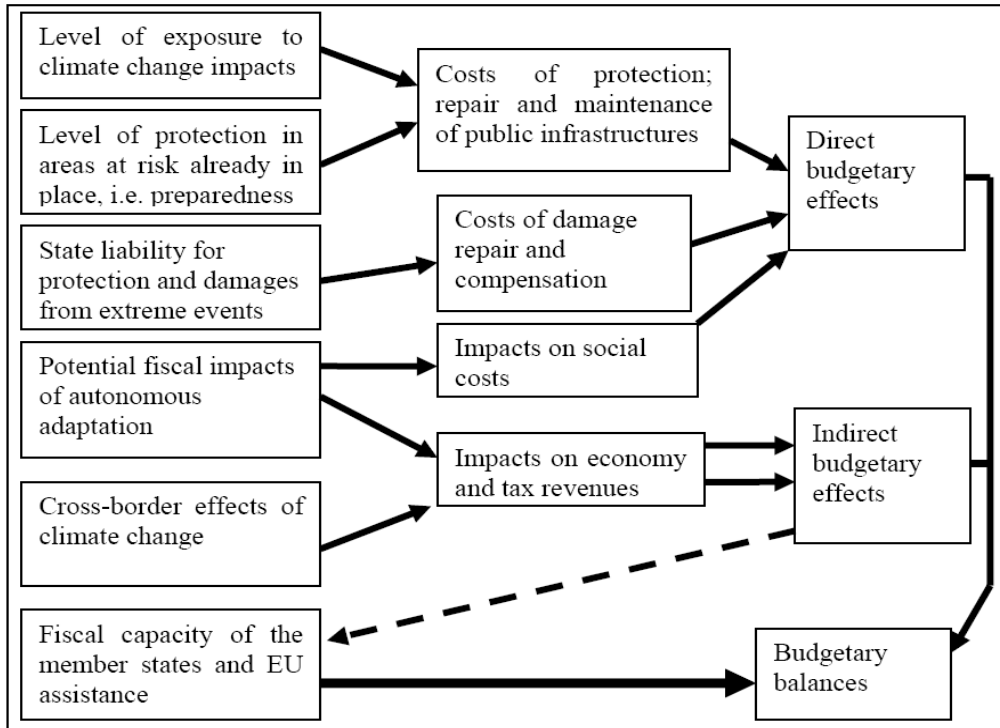 Level of exposure to
climate change impacts
Level of protection in
areas at risk already in
place, i.e. preparedness
State liability for
protection and damages
from extreme events
Potential fiscal impacts
of autonomous
adaptation
Cross-border effects of
climate change
Fiscal capacity of the
member states and EU
assistance
Costs of protection;
repair and maintenance
of public infrastructures
Costs of damage
repair and
compensation
Impacts on social
costs
Impacts on economy
and tax revenues
Direct
budgetary
effects
Indirect
budgetary
effects
Budgetary
balances